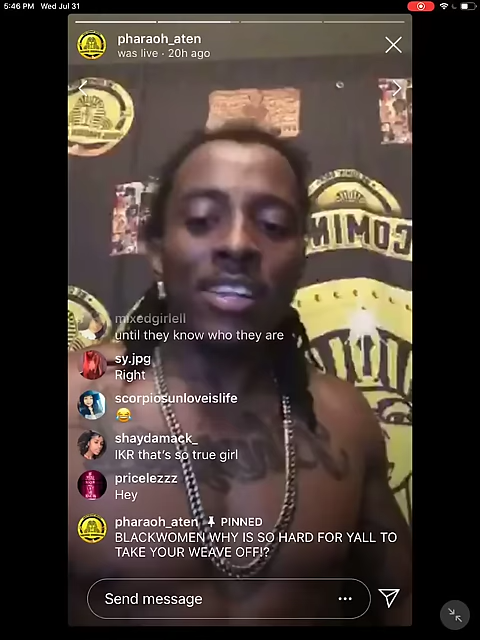 5:46 PM Wed Jul 31
pharaoh_aten
was live · 20h ago
COMING
mixedgirlell
until they know who they are
sy.jpg
Right
scorpiosunloveislife
😂
shaydamack_
IKR that's so true girl
pricelezzz
Hey
pharaoh_aten PINNED
BLACKWOMEN WHY IS SO HARD FOR YALL TO
TAKE YOUR WEAVE OFF!?
Send message